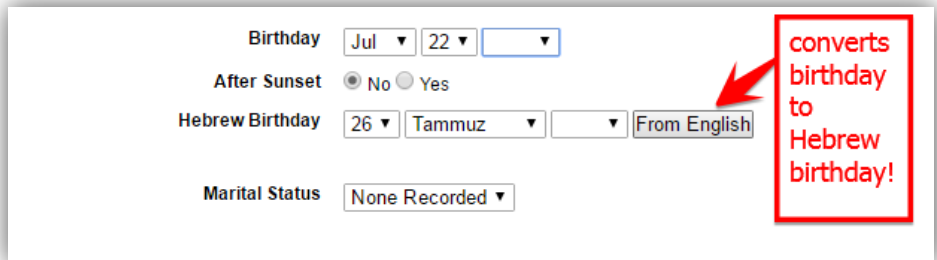 Birthday Jul 22
After Sunset No Yes
Hebrew Birthday 26 Tammuz From English
Marital Status None Recorded
converts
birthday
to
Hebrew
birthday!